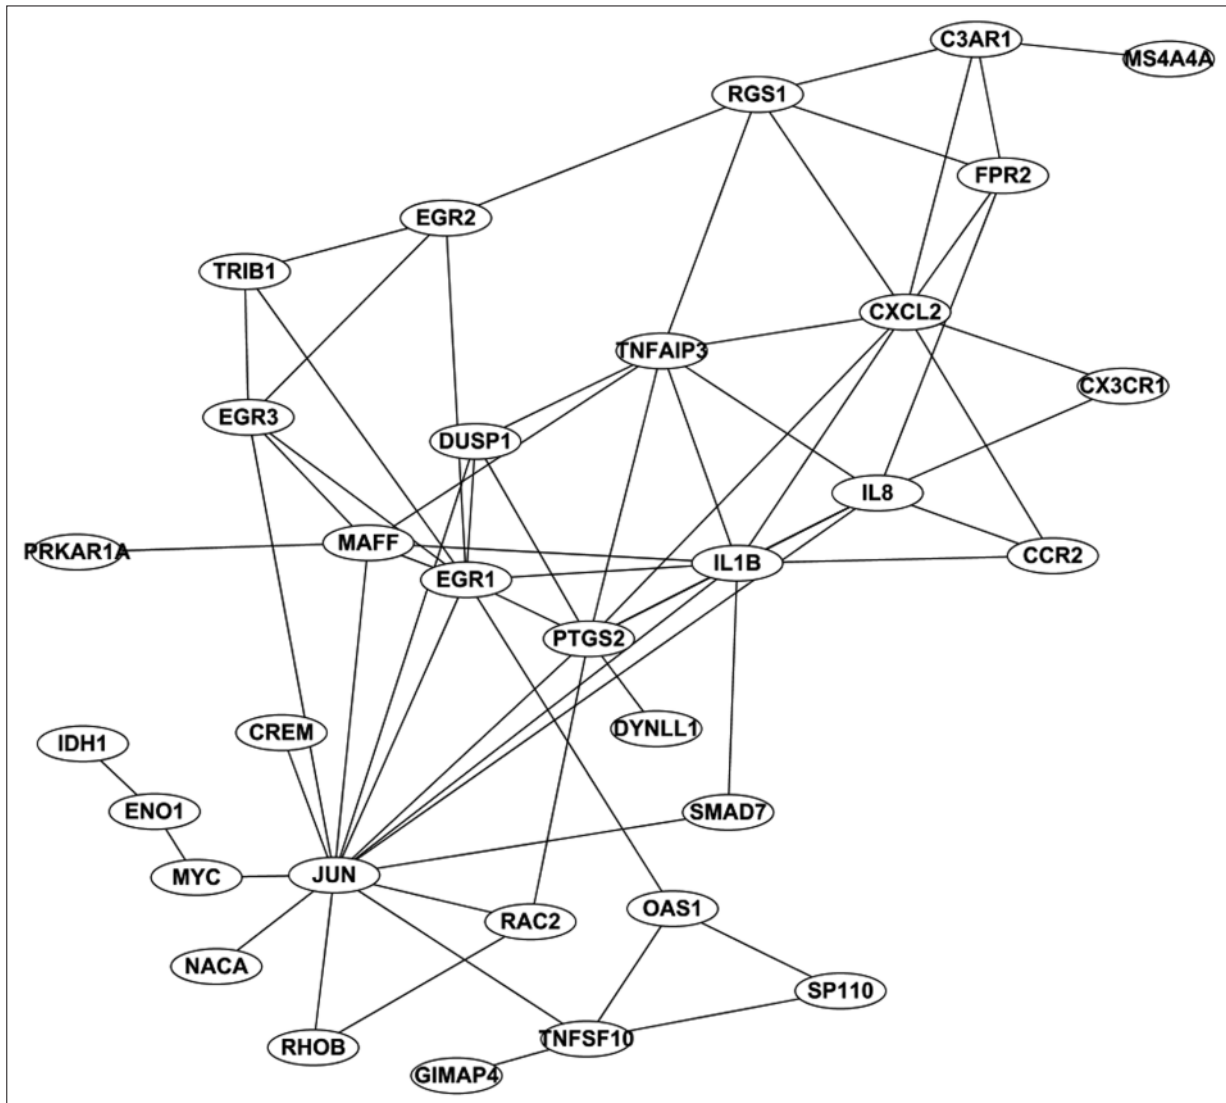 C3AR1
MS4A4A
RGS1
FPR2
EGR2
TRIB1
CXCL2
TNFAIP3
CX3CR1
EGR3
DUSP1
IL8
MAFF
PRKAR1A
CCR2
IL1B
EGR1
PTGS2
DYNLL1
CREM
IDH1
ENO1
SMAD7
MYC
JUN
OAS1
RAC2
NACA
SP110
TNFSF10
RHOB
GIMAP4